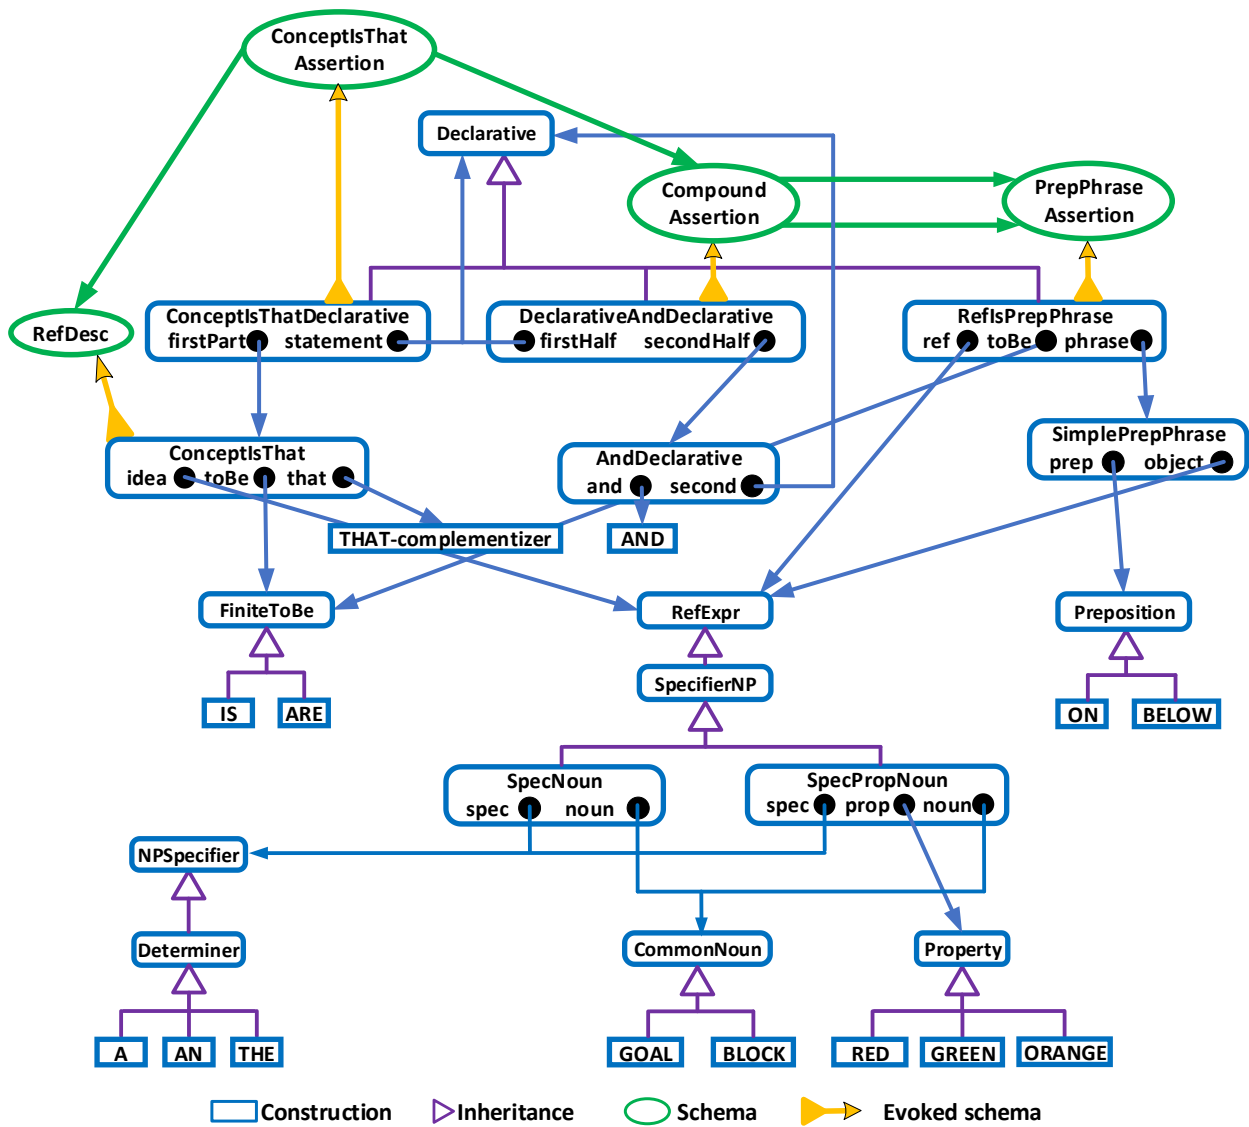 ConceptIsThat
Assertion
Declarative
Compound
Assertion
PrepPhrase
Assertion
RefDesc
ConceptIsThatDeclarative
firstPart statement
DeclarativeAndDeclarative
firstHalf secondHalf
RefIsPrepPhrase
ref toBe phrase
ConceptIsThat
idea toBe that
AndDeclarative
and second
SimplePrepPhrase
prep object
THAT-complementizer
AND
FiniteToBe
RefExpr
Preposition
SpecifierNP
IS
ARE
ON
BELOW
SpecNoun
spec noun
SpecPropNoun
spec prop noun
NPSpecifier
Determiner
CommonNoun
Property
A
AN
THE
GOAL
BLOCK
RED
GREEN
ORANGE
Construction
Inheritance
Schema
Evoked schema